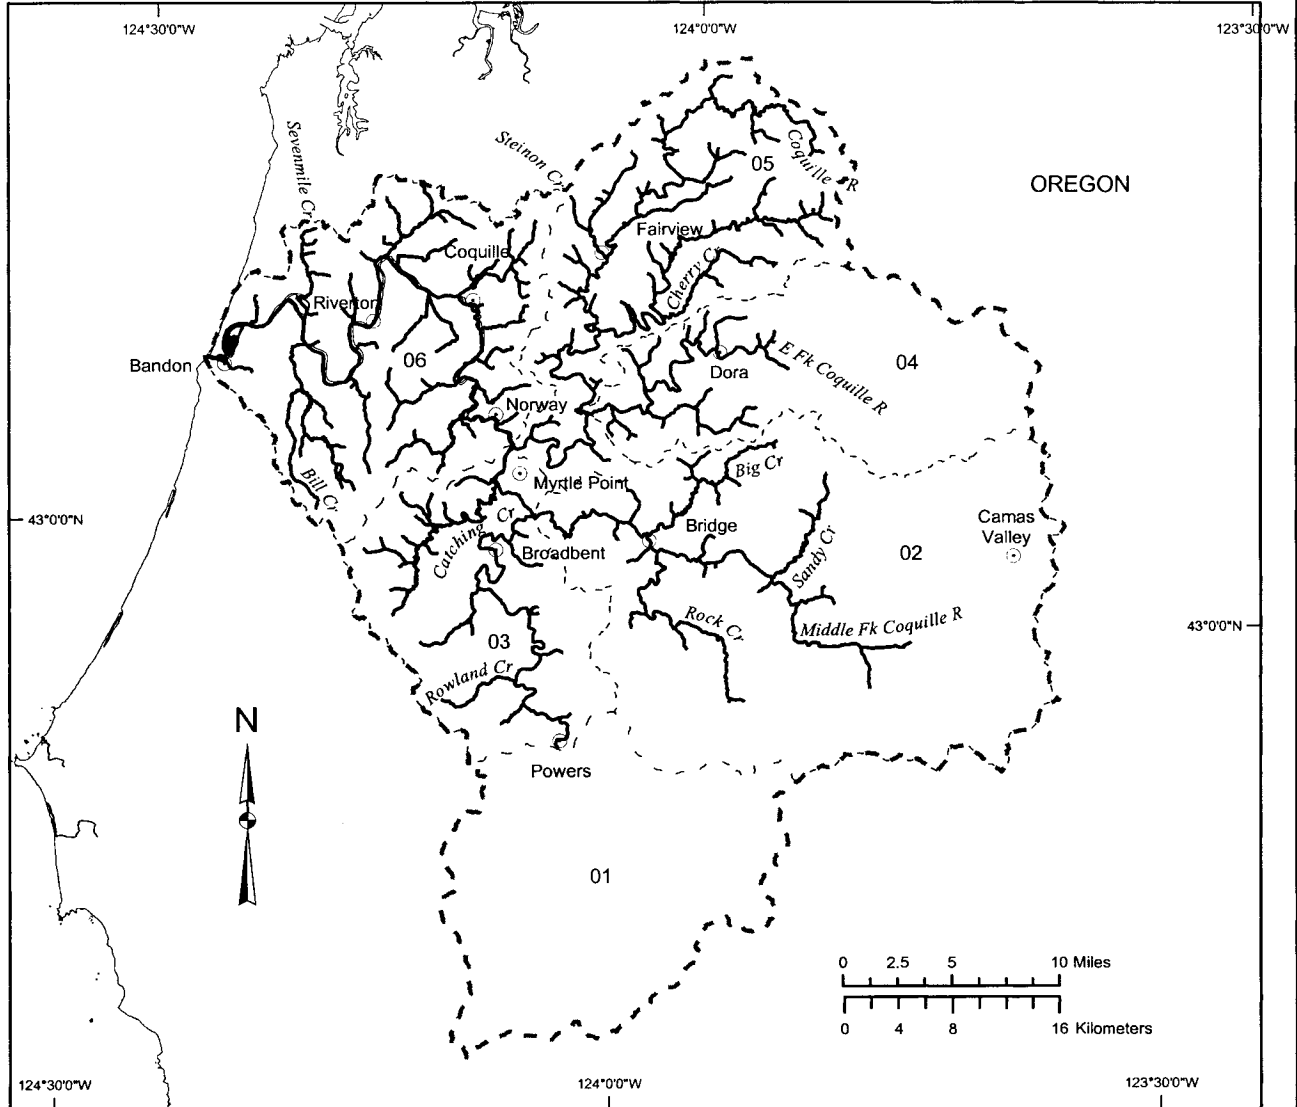 124°30'0"W
124°0'0"W
123°30'0"W
Sevenmile Cr
Steinon Cr
05
Coquille R
OREGON
Fairview
Coquille
Cherry Cr
Riverton
Bandon
06
04
E Fk Coquille R
Dora
Norway
Big Cr
Bill Cr
Myrtle Point
43°0'0"N
Catching Cr
Bridge
Camas
Valley
Broadbent
Sandy Cr
02
Rock Cr
Middle Fk Coquille R
43°0'0"N
03
Rowland Cr
N
Powers
01
0 2.5 5 10 Miles
0 4 8 16 Kilometers
124°30'0"W
124°0'0"W
123°30'0"W